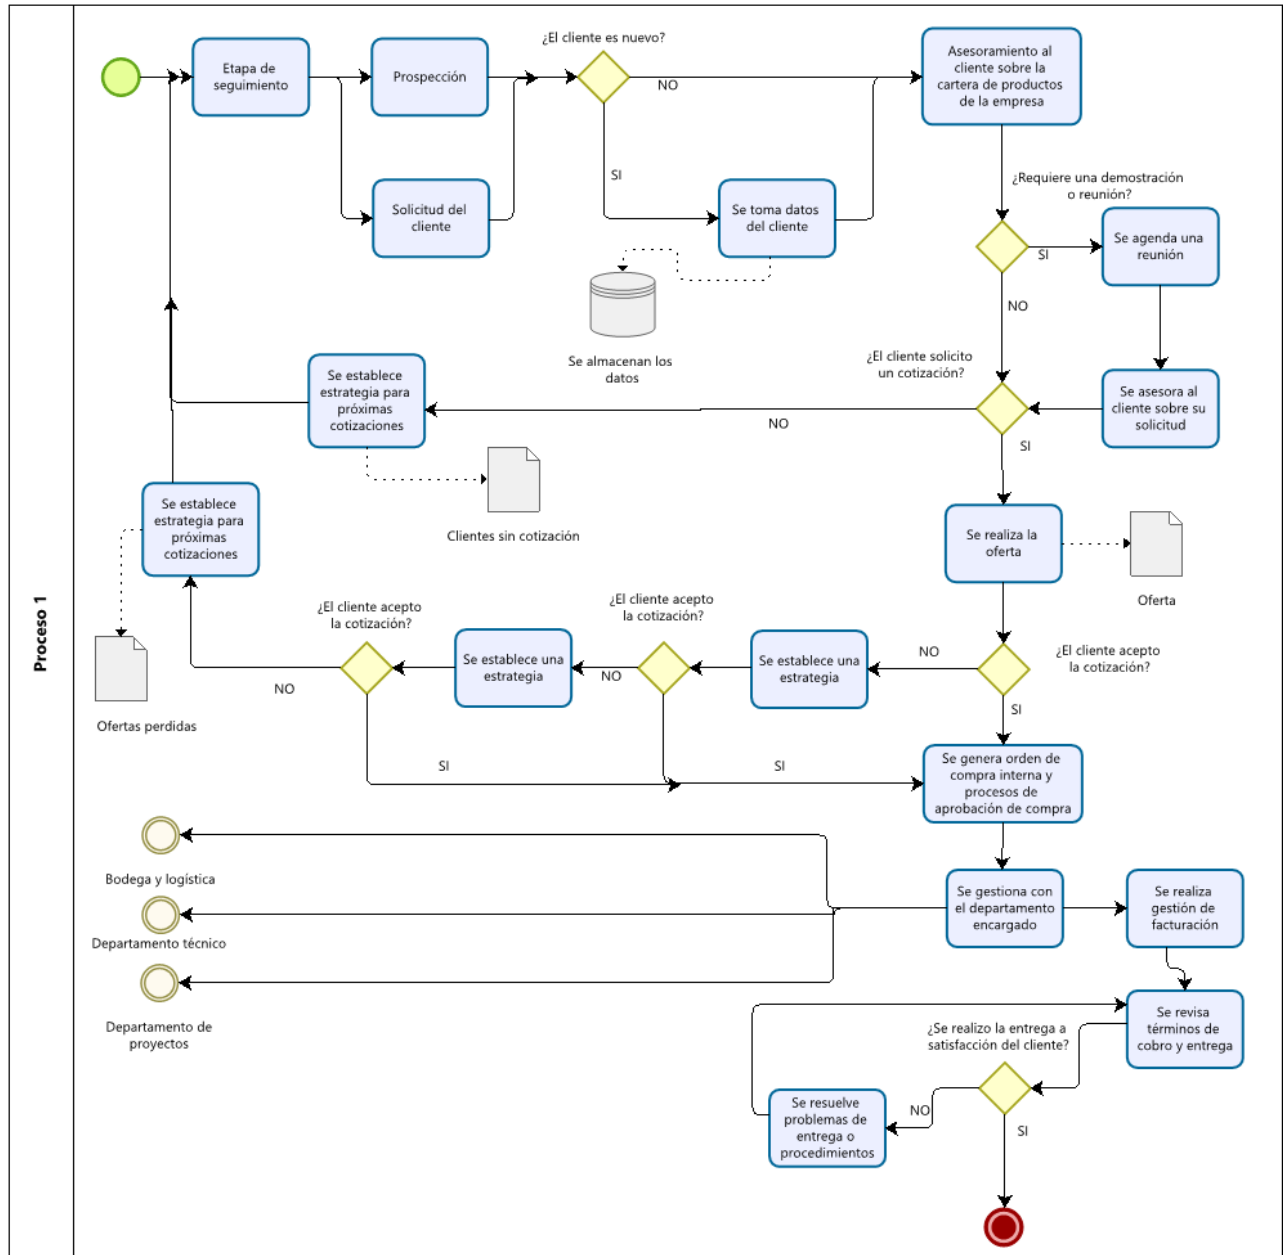 Proceso 1
¿El cliente es nuevo?
Etapa de
seguimiento
Prospección
NO
Asesoramiento al
cliente sobre la
cartera de productos
de la empresa
SI
Solicitud del
cliente
Se toma datos
del cliente
¿Requiere una demostración
o reunión?
SI
Se agenda una
reunión
NO
Se almacenan los
datos
¿El cliente solicito
un cotización?
Se establece
estrategia para
próximas
cotizaciones
NO
Se asesora al
cliente sobre su
solicitud
SI
Clientes sin cotización
Se establece
estrategia para
próximas
cotizaciones
Se realiza la
oferta
Oferta
¿El cliente acepto
la cotización?
¿El cliente acepto
la cotización?
¿El cliente acepto
la cotización?
NO
Se establece una
estrategia
NO
Se establece una
estrategia
NO
SI
Ofertas perdidas
SI
SI
Se genera orden de
compra interna y
procesos de
aprobación de compra
Bodega y logística
Departamento técnico
Departamento de
proyectos
Se gestiona con
el departamento
encargado
Se realiza
gestión de
facturación
Se revisa
términos de
cobro y entrega
¿Se realizo la entrega a
satisfacción del cliente?
NO
Se resuelve
problemas de
entrega o
procedimientos
SI